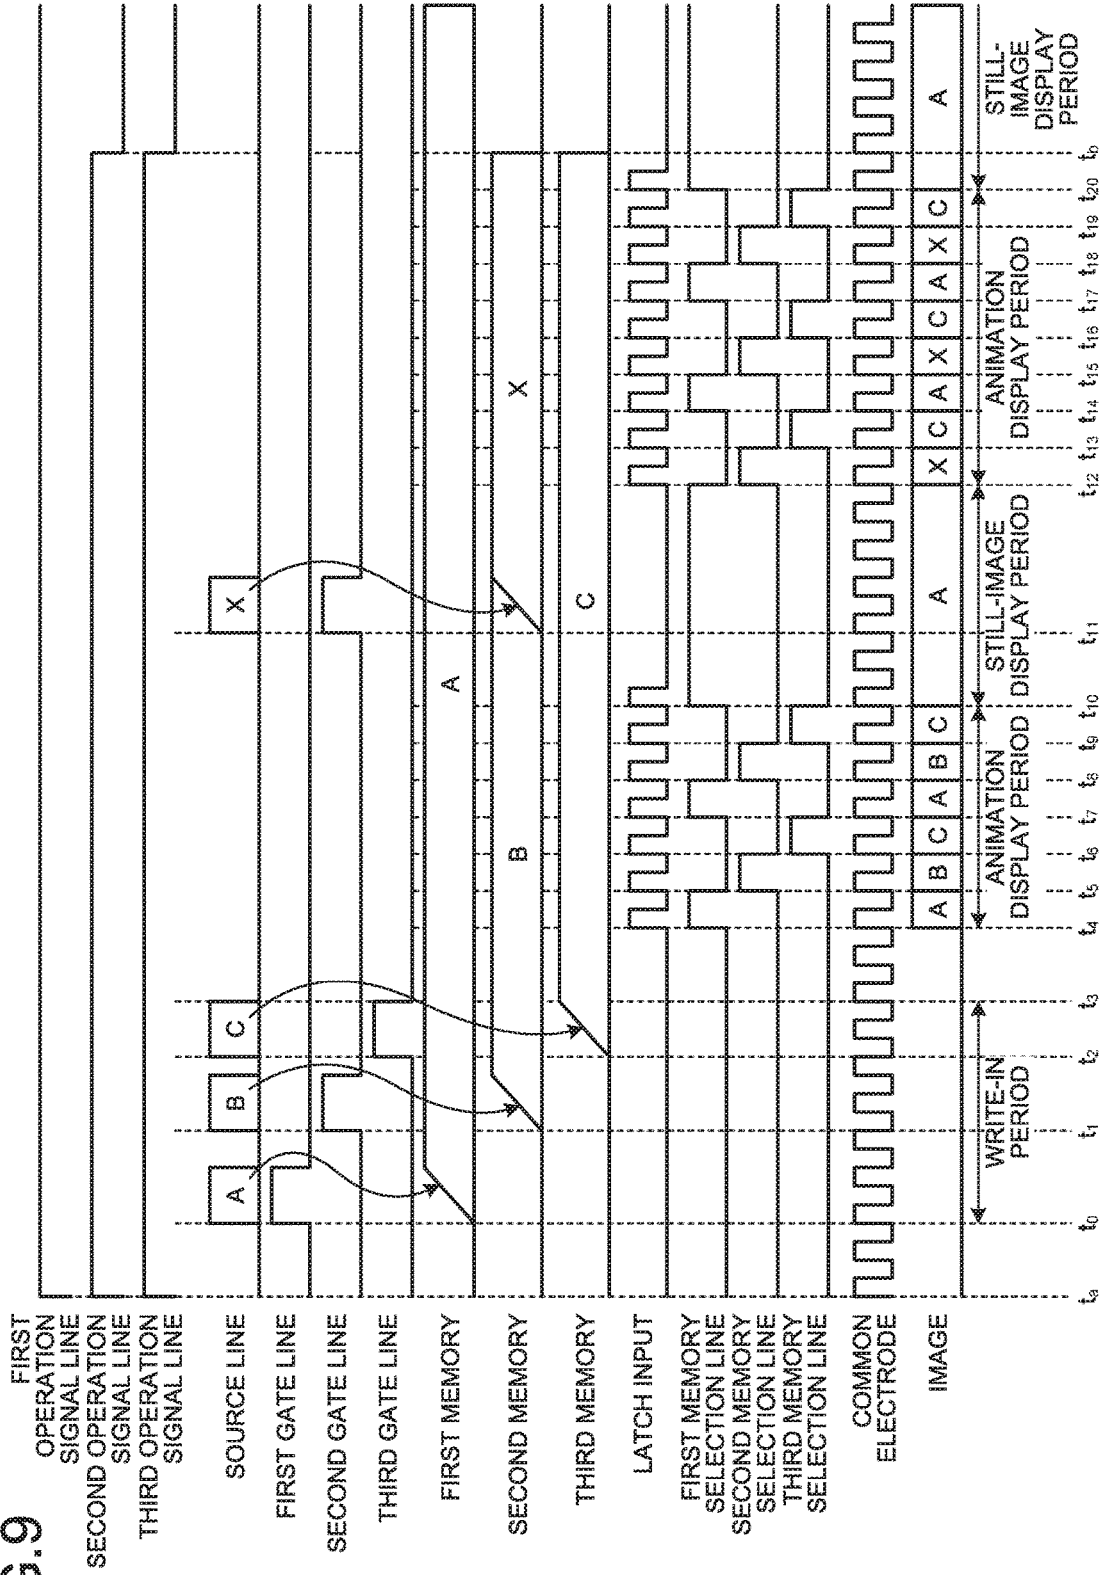 G.9
FIRST
OPERATION
SIGNAL LINE
SECOND OPERATION
SIGNAL LINE
THIRD OPERATION
SIGNAL LINE
SOURCE LINE
A
B
C
X
FIRST GATE LINE
SECOND GATE LINE
THIRD GATE LINE
FIRST MEMORY
A
SECOND MEMORY
B
X
THIRD MEMORY
C
LATCH INPUT
FIRST MEMORY
SELECTION LINE
SECOND MEMORY
SELECTION LINE
THIRD MEMORY
SELECTION LINE
COMMON
ELECTRODE
IMAGE
A B C A B C A X C A X C A X C A
WRITE-IN
PERIOD
ANIMATION
DISPLAY PERIOD
STILL-IMAGE
DISPLAY PERIOD
ANIMATION
DISPLAY PERIOD
STILL-
IMAGE
DISPLAY
PERIOD
ta t0 t1 t2 t3 t4 t5 t6 t7 t8 t9 t10 t11 t12 t13 t14 t15 t16 t17 t18 t19 t20 tb